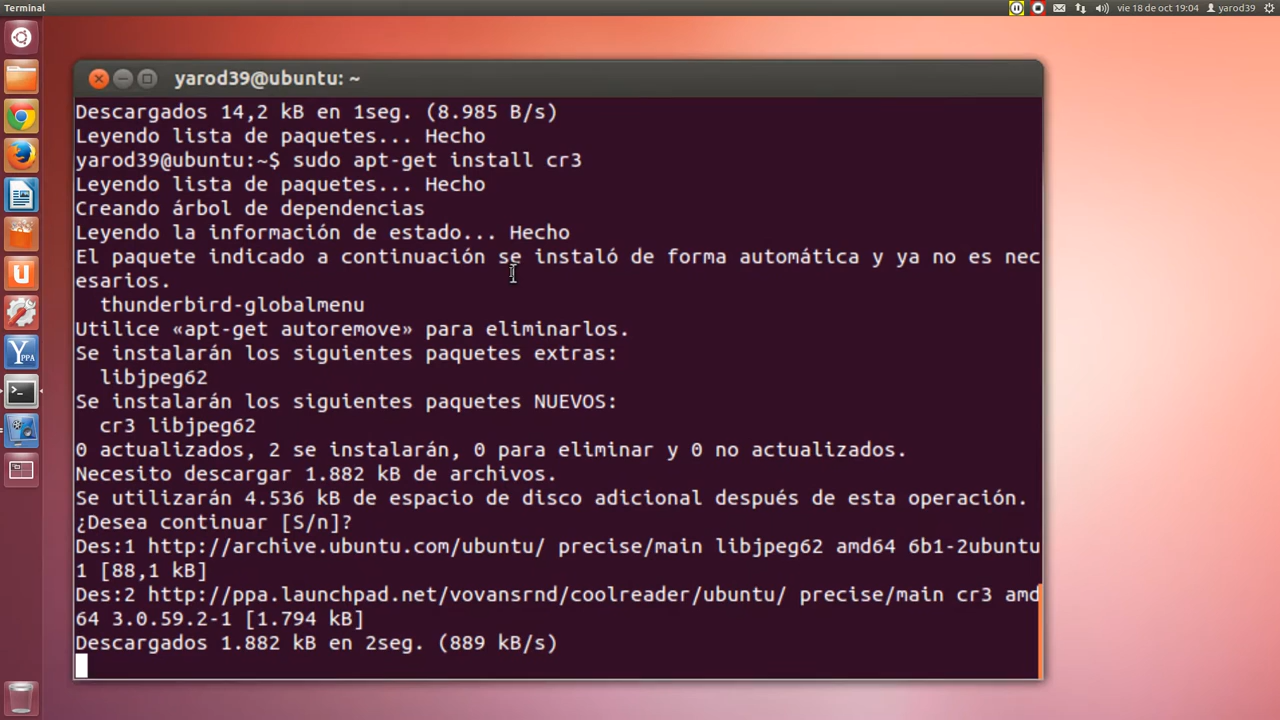 Terminal
vie 18 de oct 19:04 yarod39
yarod39@ubuntu: ~
Descargados 14,2 kB en 1seg. (8.985 B/s)
Leyendo lista de paquetes... Hecho
yarod39@ubuntu:~$ sudo apt-get install cr3
Leyendo lista de paquetes... Hecho
Creando árbol de dependencias
Leyendo la información de estado... Hecho
El paquete indicado a continuación se instaló de forma automática y ya no es nec
esarios.
thunderbird-globalmenu
Utilice «apt-get autoremove» para eliminarlos.
Se instalarán los siguientes paquetes extras:
libjpeg62
Se instalarán los siguientes paquetes NUEVOS:
cr3 libjpeg62
0 actualizados, 2 se instalarán, 0 para eliminar y 0 no actualizados.
Necesito descargar 1.882 kB de archivos.
Se utilizarán 4.536 kB de espacio de disco adicional después de esta operación.
¿Desea continuar [S/n]?
Des:1 http://archive.ubuntu.com/ubuntu/ precise/main libjpeg62 amd64 6b1-2ubuntu
1 [88,1 kB]
Des:2 http://ppa.launchpad.net/vovansrnd/coolreader/ubuntu/ precise/main cr3 amd
64 3.0.59.2-1 [1.794 kB]
Descargados 1.882 kB en 2seg. (889 kB/s)
YPPA